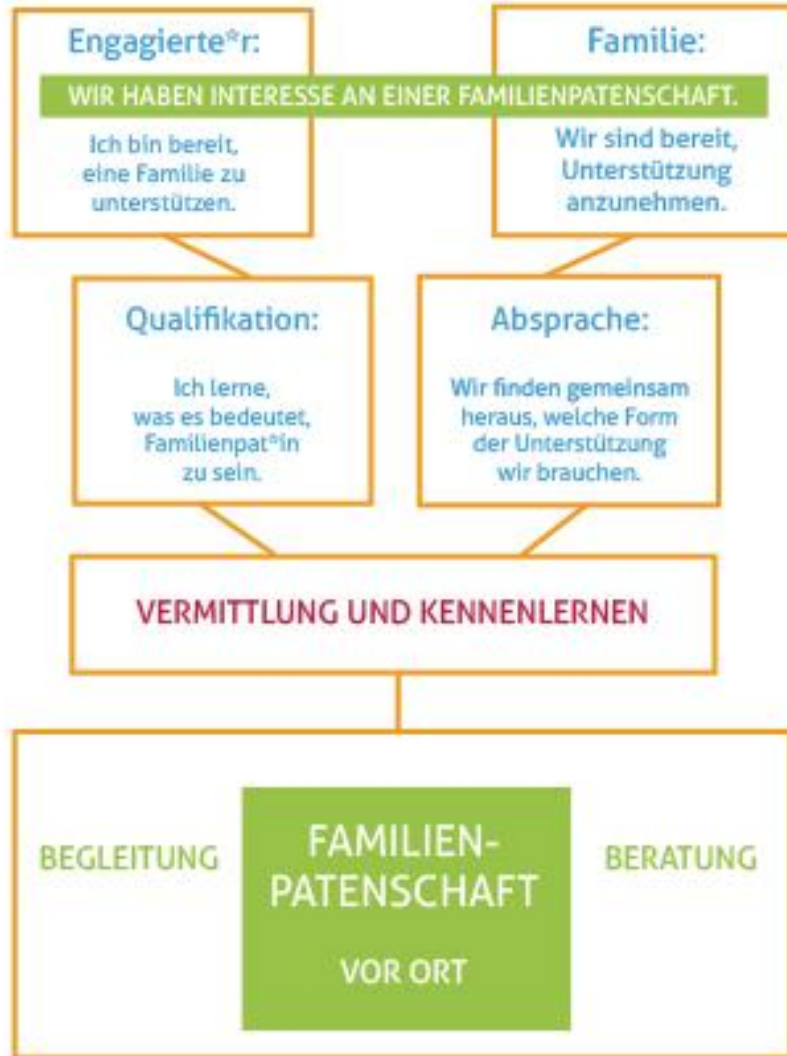 Engagierte*r:
Familie:
WIR HABEN INTERESSE AN EINER FAMILIENPATENSCHAFT.
Ich bin bereit,
eine Familie zu
unterstützen.
Wir sind bereit,
Unterstützung
anzunehmen.
Qualifikation:
Ich lerne,
was es bedeutet,
Familienpat*in
zu sein.
Absprache:
Wir finden gemeinsam
heraus, welche Form
der Unterstützung
wir brauchen.
VERMITTLUNG UND KENNENLERNEN
BEGLEITUNG
FAMILIEN-
PATENSCHAFT
VOR ORT
BERATUNG